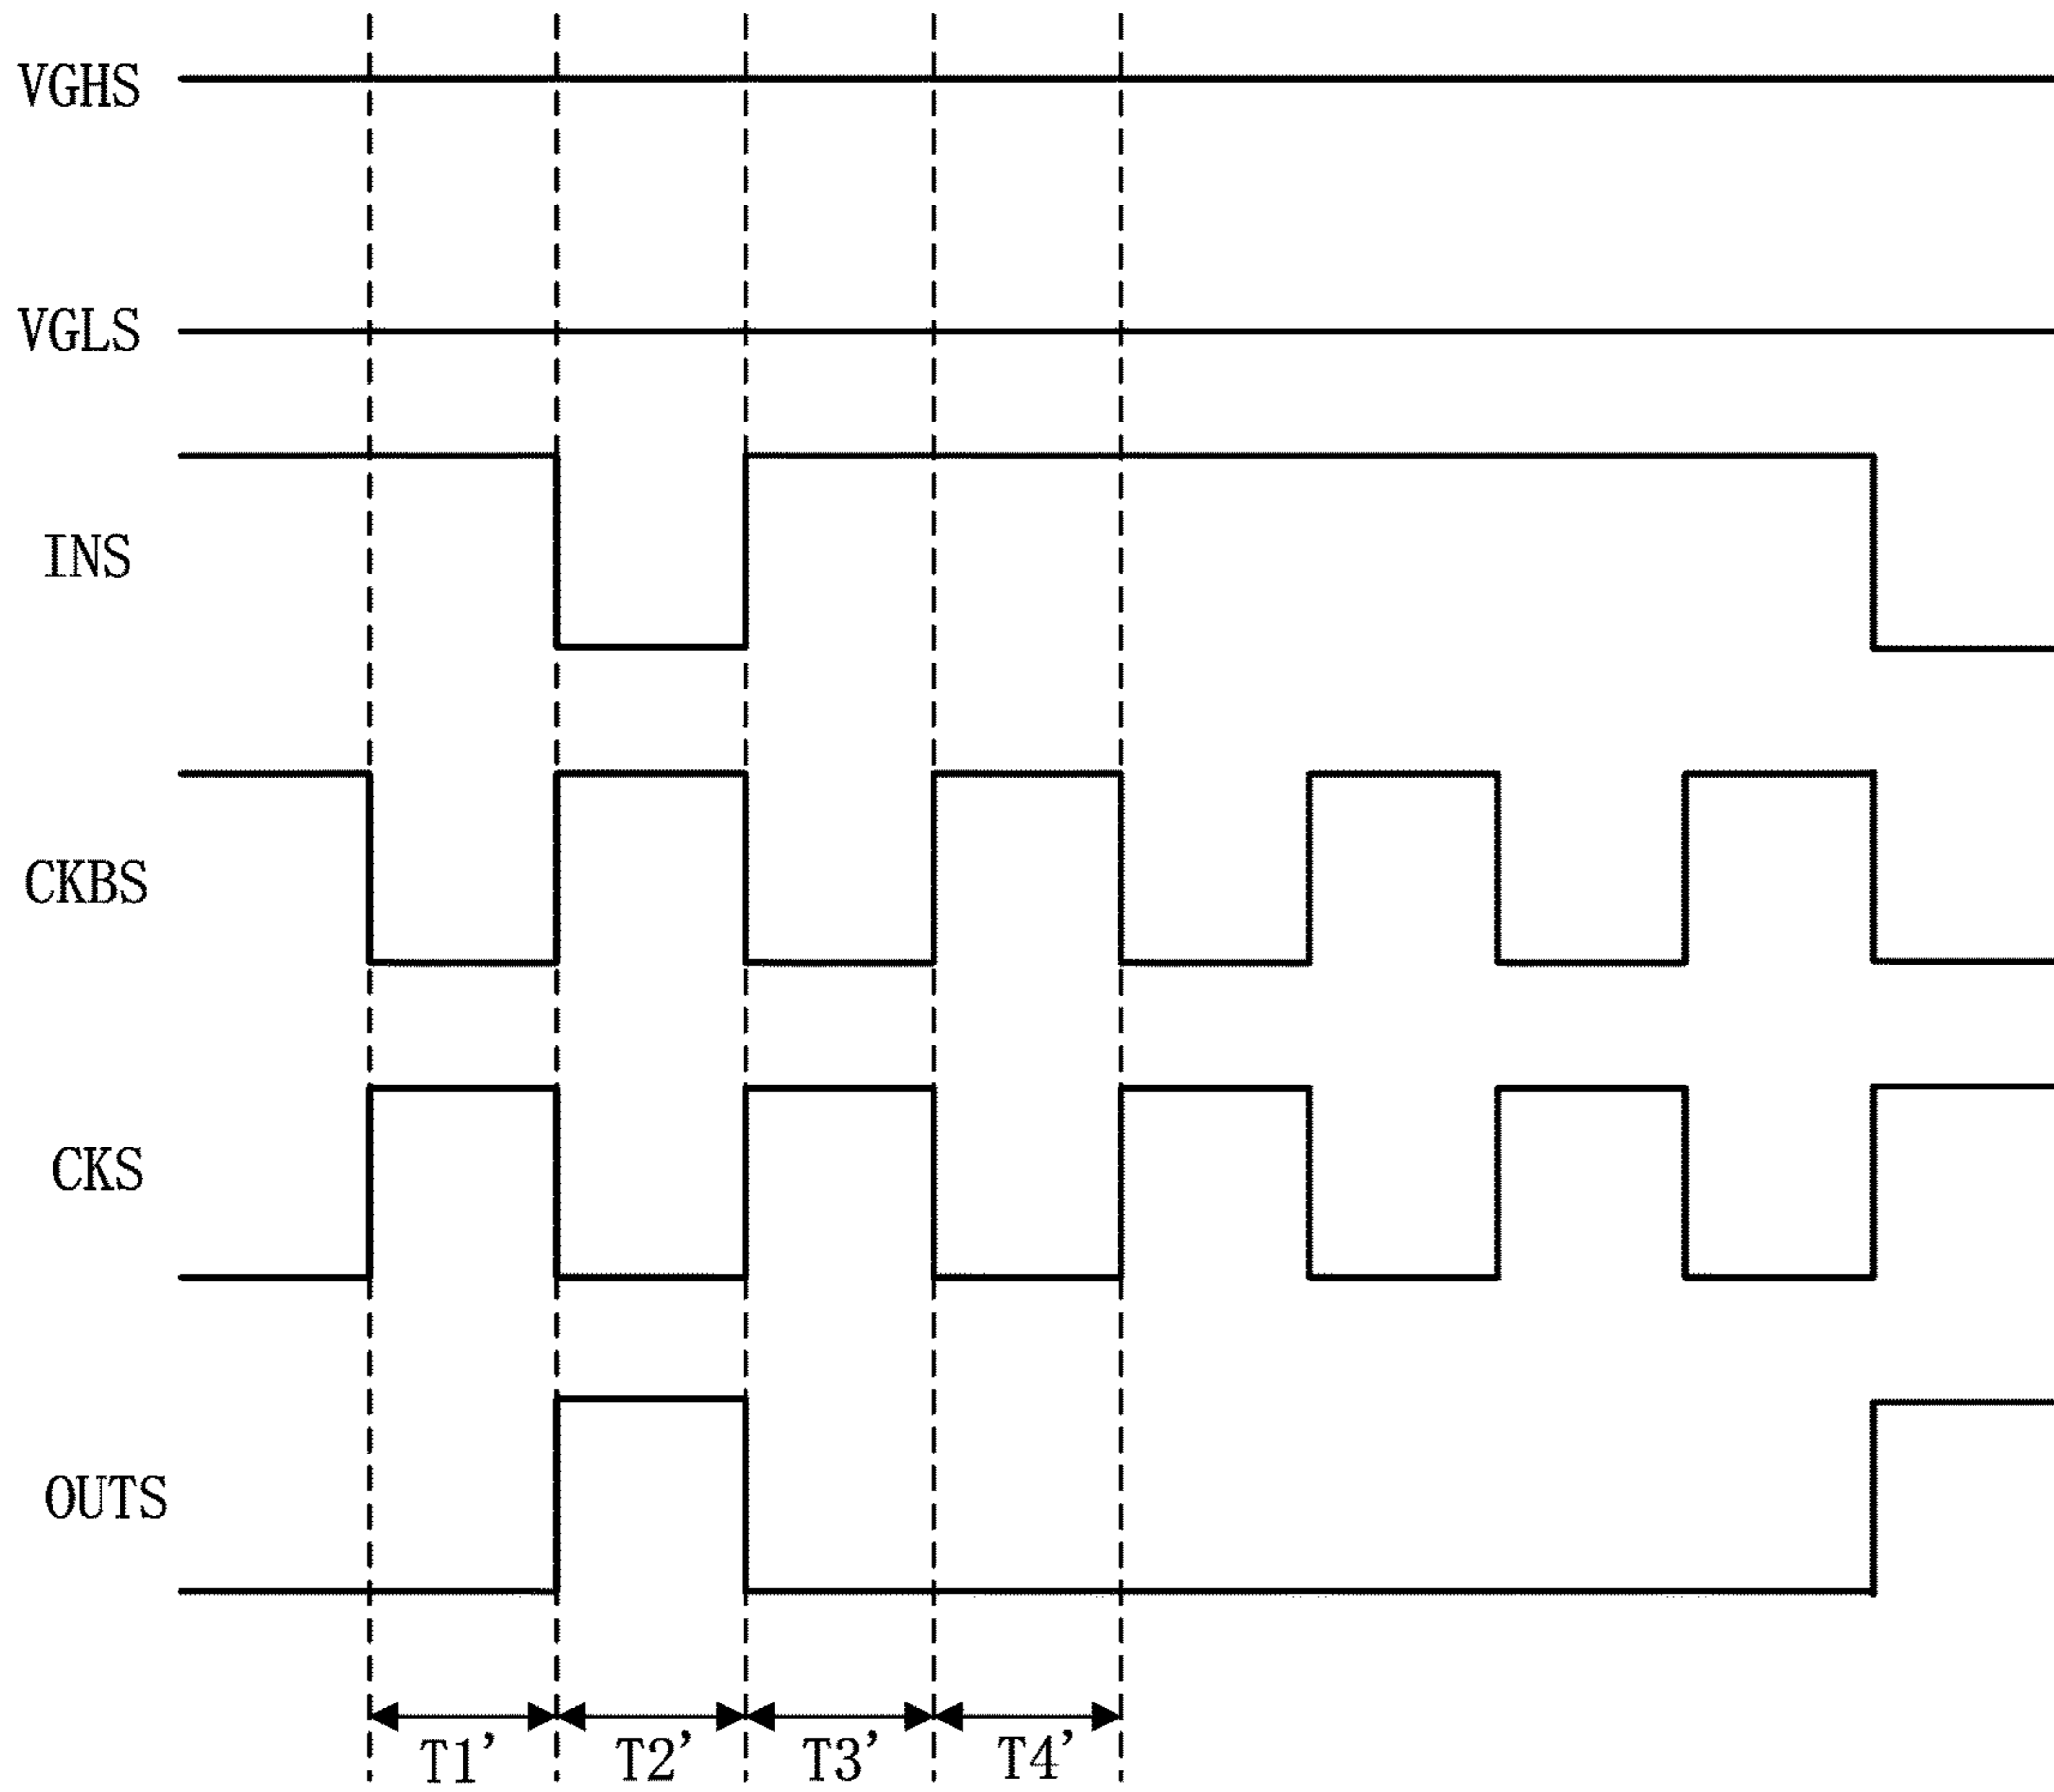 VGHS
VGLS
INS
CKBS
CKS
OUTS
T1’ T2’ T3’ T4’